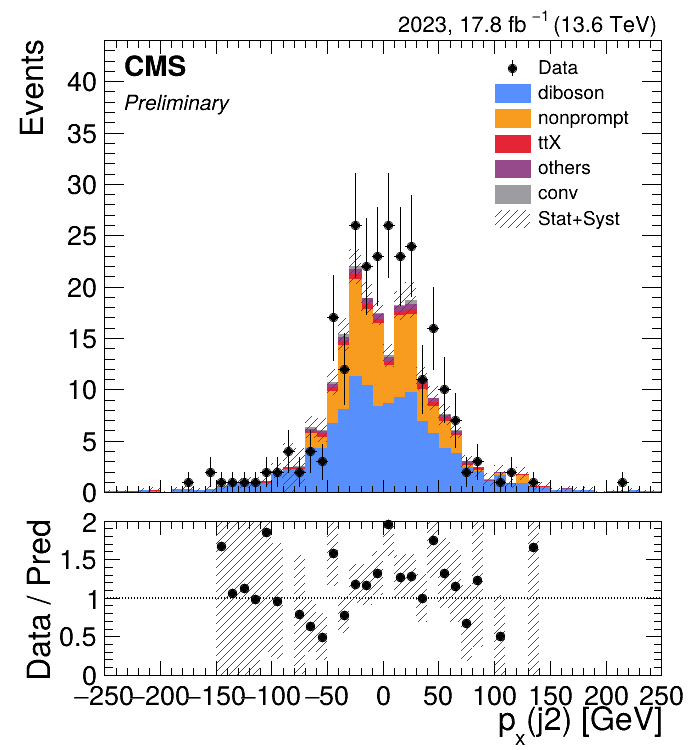 2023, 17.8 fb⁻¹ (13.6 TeV)
CMS
Preliminary
Events
40
35
30
25
20
15
10
5
0
Data
diboson
nonprompt
ttX
others
conv
Stat+Syst
Data / Pred
2
1.5
1
0.5
0
−250 −200 −150 −100 −50 0 50 100 150 200 250
pₓ(j2) [GeV]